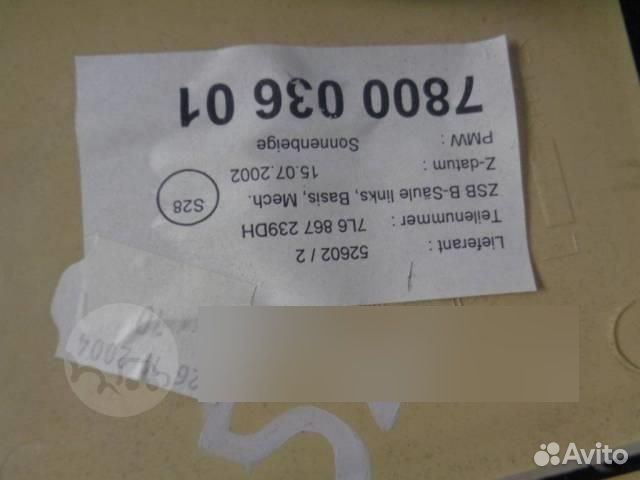 Lieferant : 52602 / 2
Teilenummer : 7L6 867 239DH
ZSB B-Säule links, Basis, Mech.
Z-datum : 15.07.2002
PMW : Sonnenbeige
S28
7800 036 01
2004
Avito